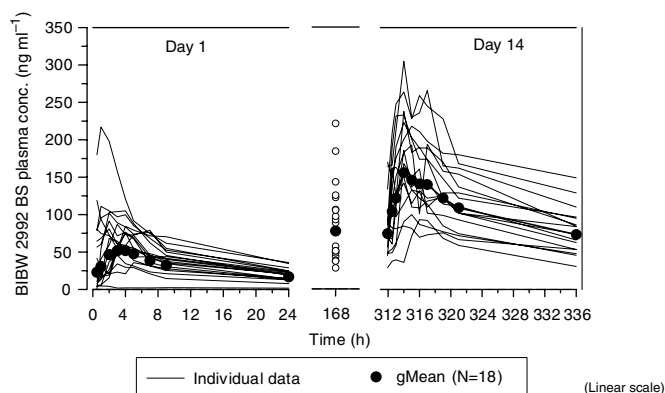 BIBW 2992 BS plasma conc. (ng ml−1)
350
300
250
200
150
100
50
0
Day 1
Day 14
0 4 8 12 16 20 24
168
312 316 320 324 328 332 336
Time (h)
Individual data
gMean (N=18)
(Linear scale)